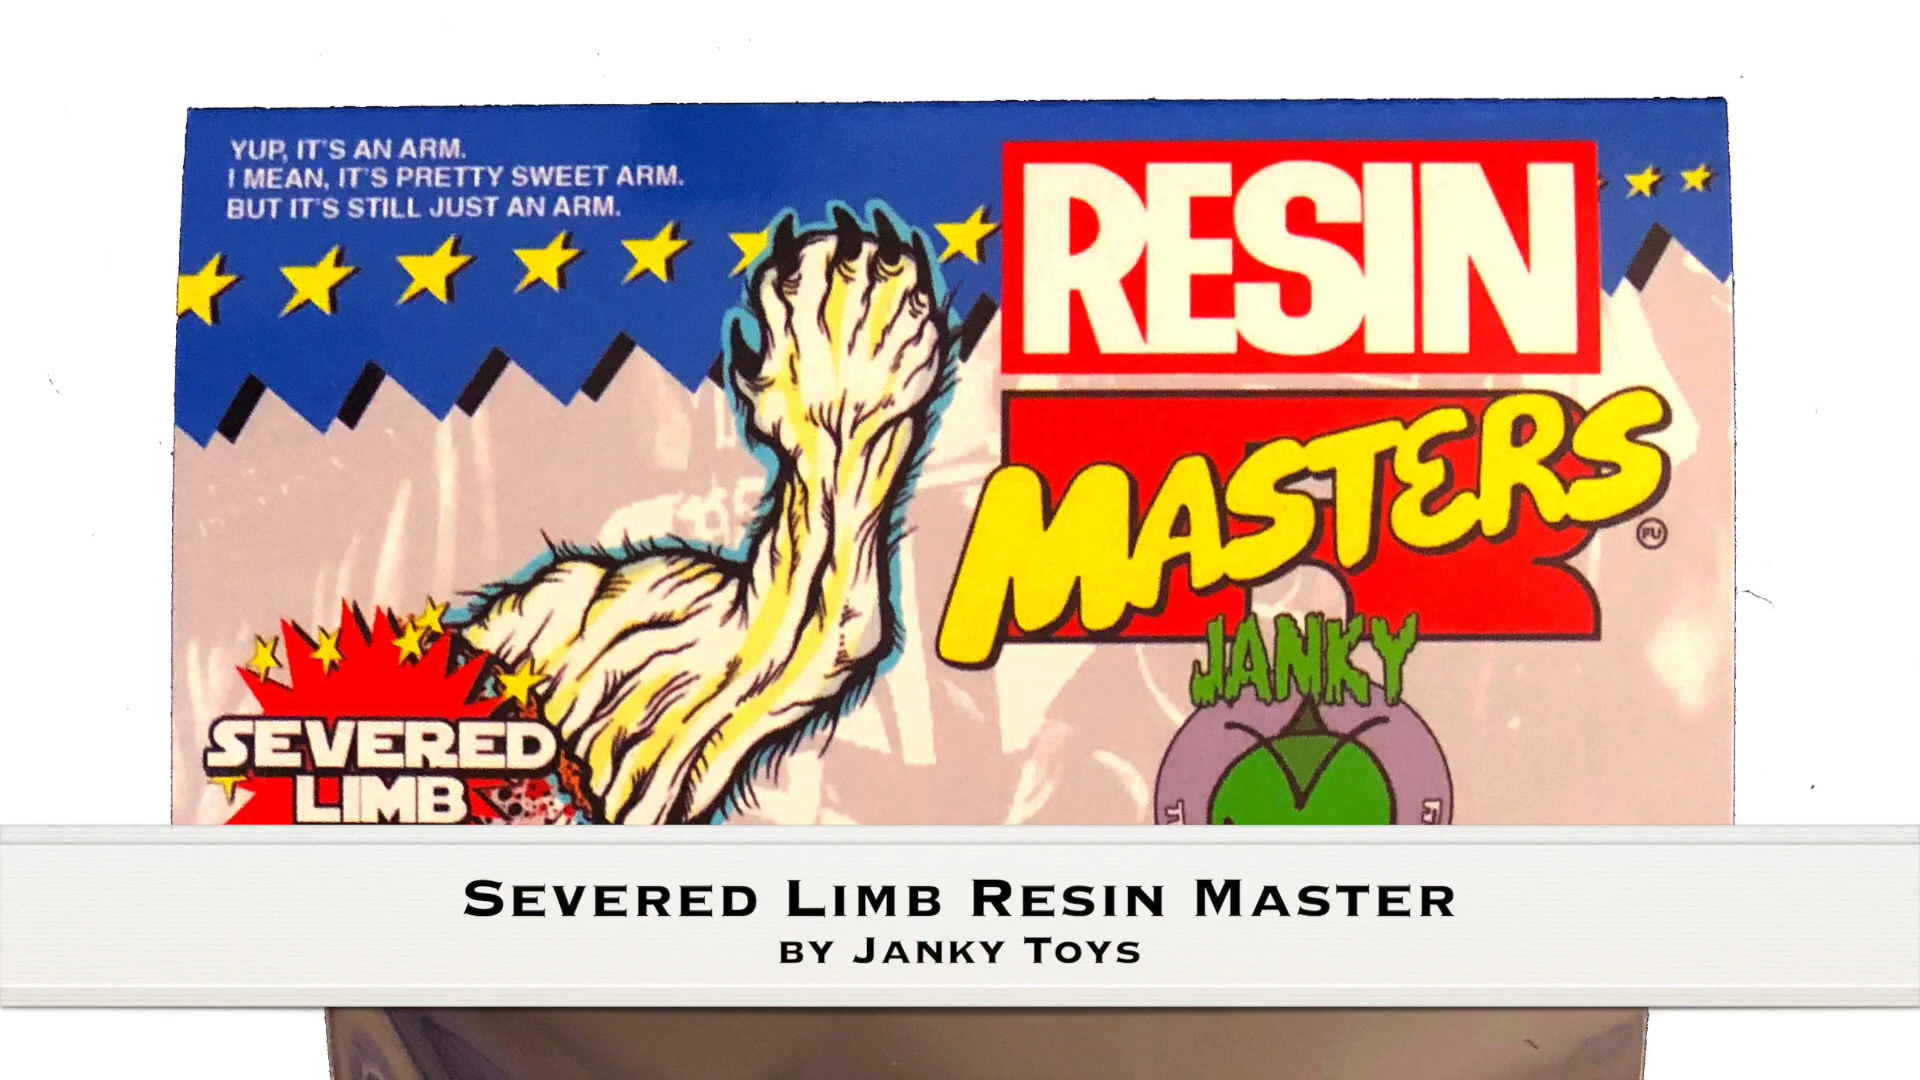 YUP, IT'S AN ARM.
I MEAN, IT'S PRETTY SWEET ARM.
BUT IT'S STILL JUST AN ARM.
RESIN
MASTERS
FU
JANKY
SEVERED
LIMB
SEVERED LIMB RESIN MASTER
BY JANKY TOYS